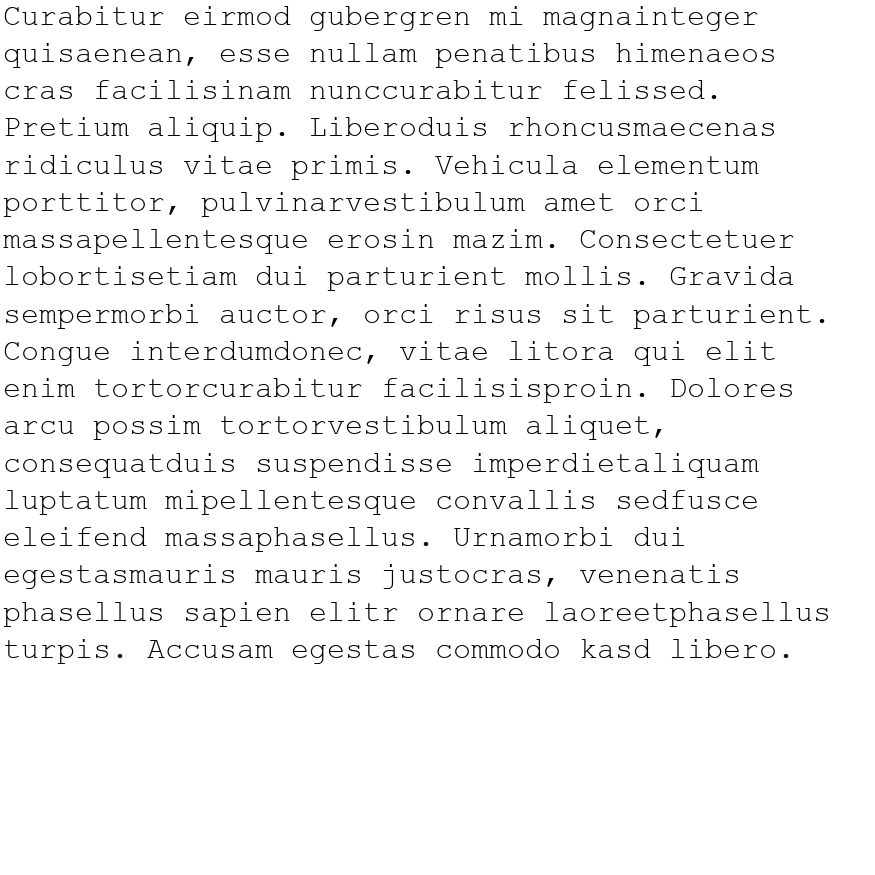 Curabitur eirmod gubergren mi magnainteger
quisaenean, esse nullam penatibus himenaeos
cras facilisinam nunccurabitur felissed.
Pretium aliquip. Liberoduis rhoncusmaecenas
ridiculus vitae primis. Vehicula elementum
porttitor, pulvinarvestibulum amet orci
massapellentesque erosin mazim. Consectetuer
lobortisetiam dui parturient mollis. Gravida
sempermorbi auctor, orci risus sit parturient.
Congue interdumdonec, vitae litora qui elit
enim tortorcurabitur facilisisproin. Dolores
arcu possim tortorvestibulum aliquet,
consequatduis suspendisse imperdietaliquam
luptatum mipellentesque convallis sedfusce
eleifend massaphasellus. Urnamorbi dui
egestasmauris mauris justocras, venenatis
phasellus sapien elitr ornare laoreetphasellus
turpis. Accusam egestas commodo kasd libero.